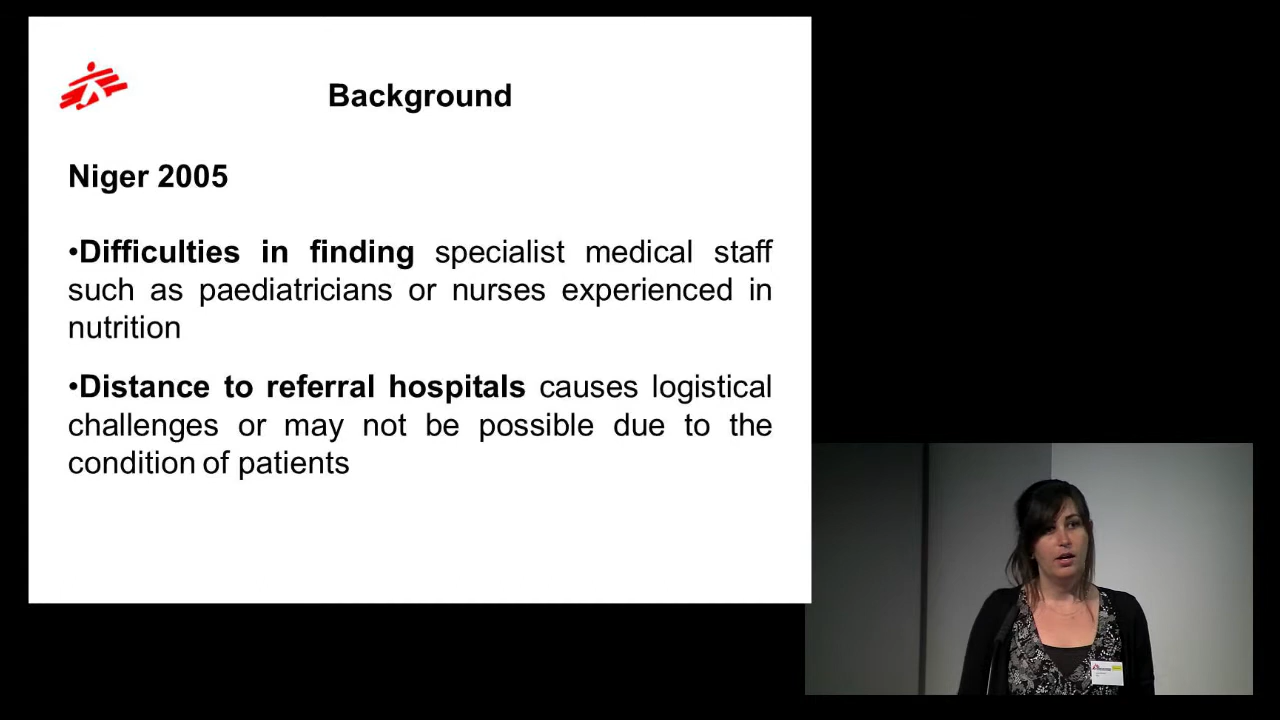 Background
Niger 2005
•Difficulties in finding specialist medical staff
such as paediatricians or nurses experienced in
nutrition
•Distance to referral hospitals causes logistical
challenges or may not be possible due to the
condition of patients